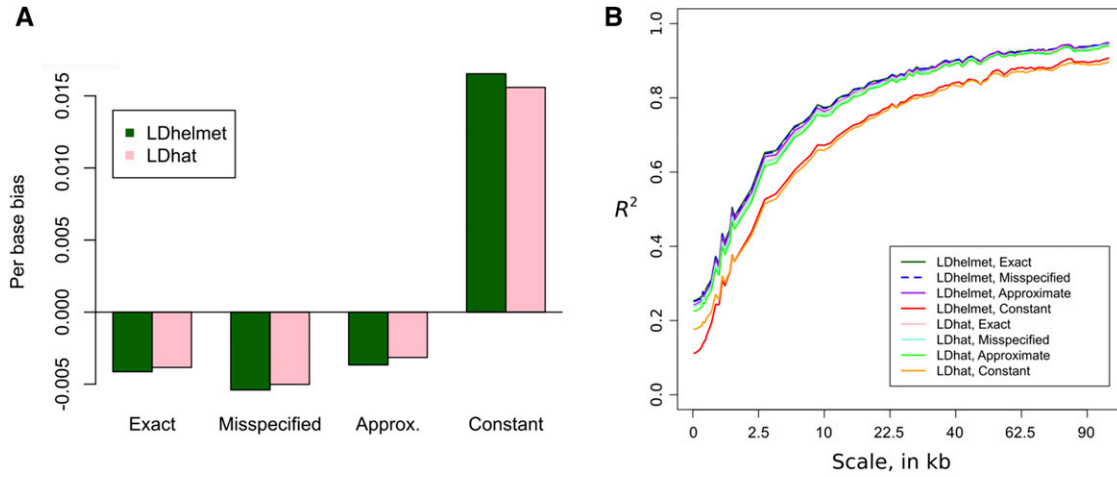 A
Per base bias
0.015
0.010
0.005
0.000
-0.005
LDhelmet
LDhat
Exact Misspecified Approx. Constant
B
R²
1.0
0.8
0.6
0.4
0.2
0.0
LDhelmet, Exact
LDhelmet, Misspecified
LDhelmet, Approximate
LDhelmet, Constant
LDhat, Exact
LDhat, Misspecified
LDhat, Approximate
LDhat, Constant
0 2.5 10 22.5 40 62.5 90
Scale, in kb